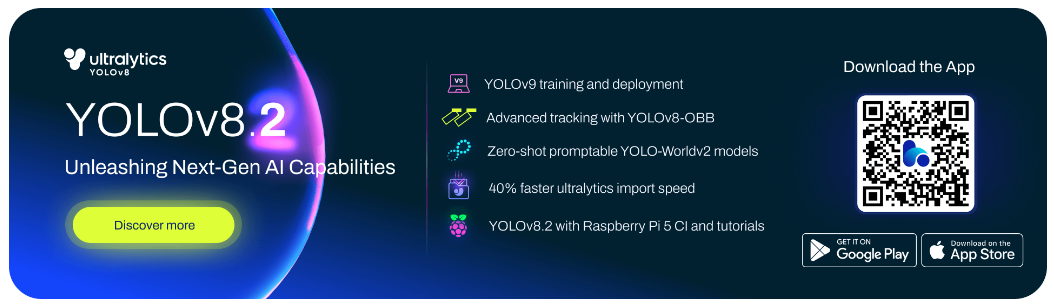 ultralytics
YOLOv8
YOLOv8.2
Unleashing Next-Gen AI Capabilities
Discover more
V9
YOLOv9 training and deployment
Advanced tracking with YOLOv8-OBB
Zero-shot promptable YOLO-Worldv2 models
40% faster ultralytics import speed
YOLOv8.2 with Raspberry Pi 5 CI and tutorials
Download the App
GET IT ON
Google Play
Download on the
App Store